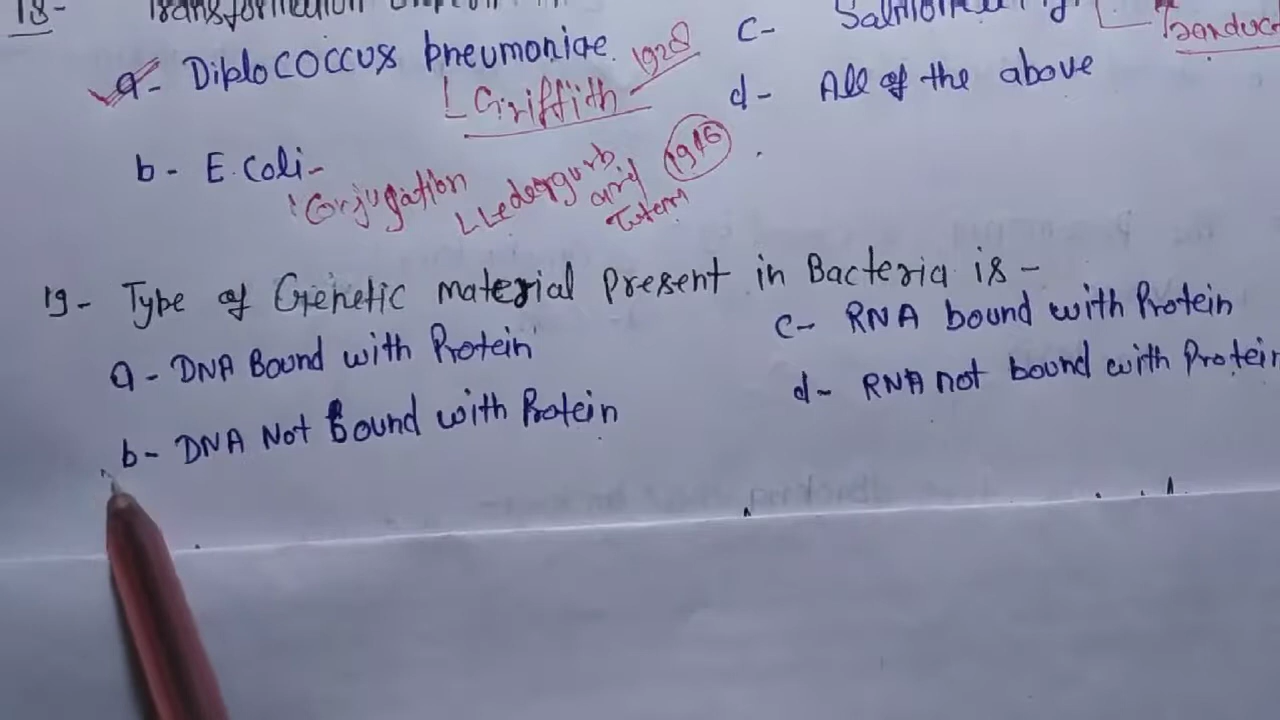 18-
a- Diplococcus pneumoniae.
Griffith - 1928
c-
d- All of the above
b- E. Coli -
Conjugation
and
1946
19- Type of Genetic material Present in Bacteria is -
a- DNA Bound with Protein
b- DNA Not Bound with Protein
c- RNA bound with Protein
d- RNA not bound with Protein